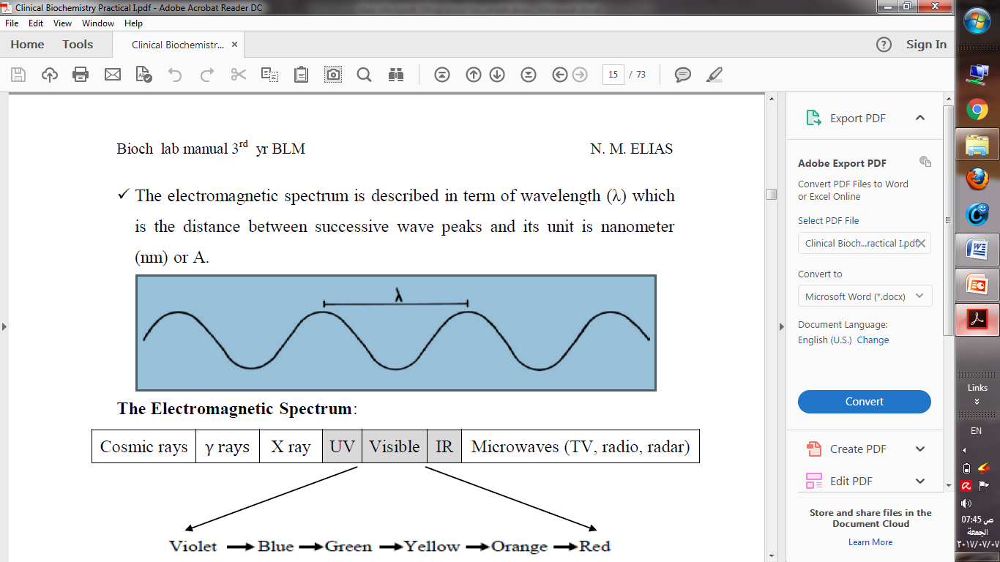 Clinical Biochemistry Practical I.pdf - Adobe Acrobat Reader DC
File Edit View Window Help
Home Tools Clinical Biochemistr... × ? Sign In
15 / 73
Bioch lab manual 3rd yr BLM N. M. ELIAS
✓ The electromagnetic spectrum is described in term of wavelength (λ) which
is the distance between successive wave peaks and its unit is nanometer
(nm) or A.
λ
The Electromagnetic Spectrum:
Cosmic rays γ rays X ray UV Visible IR Microwaves (TV, radio, radar)
Violet → Blue → Green → Yellow → Orange → Red
Export PDF
Adobe Export PDF
Convert PDF Files to Word
or Excel Online
Select PDF File
Clinical Bioch...ractical I.pdf ×
Convert to
Microsoft Word (*.docx)
Document Language:
English (U.S.) Change
Convert
Create PDF
Edit PDF
Store and share files in the
Document Cloud
Learn More
Links
EN
07:45 ص
الجمعة
٢٠١٧/٠٧/٠٧